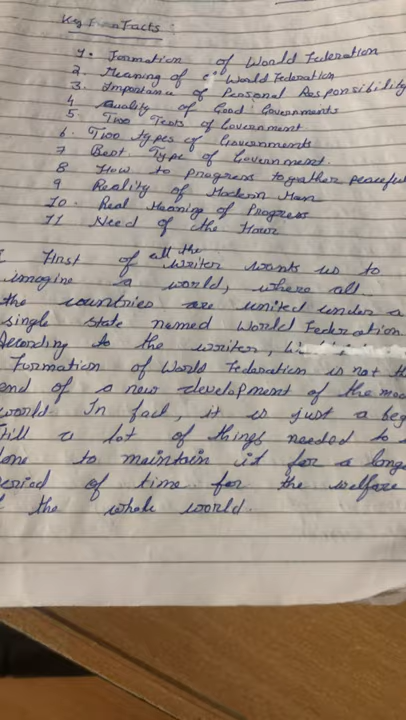 Key Facts
1. Formation of World Federation
2. Meaning of World Federation
3. Importance of Personal Responsibility
4 Quality of Good Governments
5. Two Tests of Government
6. Two Types of Governments
7 Best Type of Government.
8 How to progress togather peaceful
9 Reality of Modern Man
10. Real Meaning of Progress
11 Need of the Hour
First of all the writer wants us to
imagine a world, where all
the countries are united under a
single state named World Federation
According to the writer,
Formation of World Federation is not th
end of a new development of the mod
world. In fact, it is just a beg
still a lot of things needed to
done to maintain it for a longe
period of time for the welfare
of the whole world.